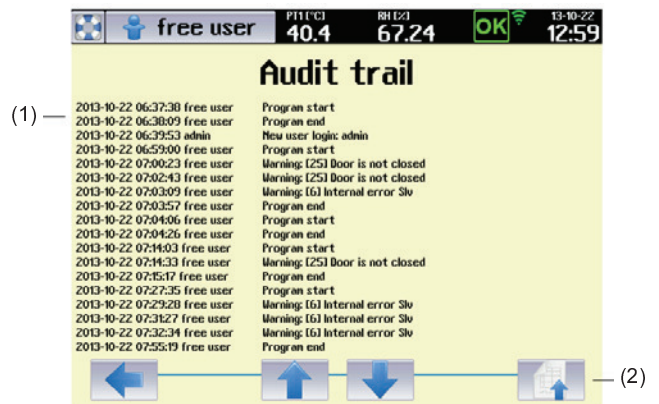 free user PT1 [°C] RH [%] OK 13-10-22
40.4 67.24 12:59
Audit trail
(1)
2013-10-22 06:37:38 free user Program start
2013-10-22 06:38:09 free user Program end
2013-10-22 06:39:53 admin New user login: admin
2013-10-22 06:59:00 free user Program start
2013-10-22 07:00:23 free user Warning: [25] Door is not closed
2013-10-22 07:02:43 free user Warning: [25] Door is not closed
2013-10-22 07:03:09 free user Warning: [6] Internal error Slv
2013-10-22 07:03:57 free user Program end
2013-10-22 07:04:06 free user Program start
2013-10-22 07:04:26 free user Program end
2013-10-22 07:14:03 free user Program start
2013-10-22 07:14:33 free user Warning: [25] Door is not closed
2013-10-22 07:15:17 free user Program end
2013-10-22 07:27:35 free user Program start
2013-10-22 07:29:28 free user Warning: [6] Internal error Slv
2013-10-22 07:31:27 free user Warning: [6] Internal error Slv
2013-10-22 07:32:34 free user Warning: [6] Internal error Slv
2013-10-22 07:55:19 free user Program end
(2)